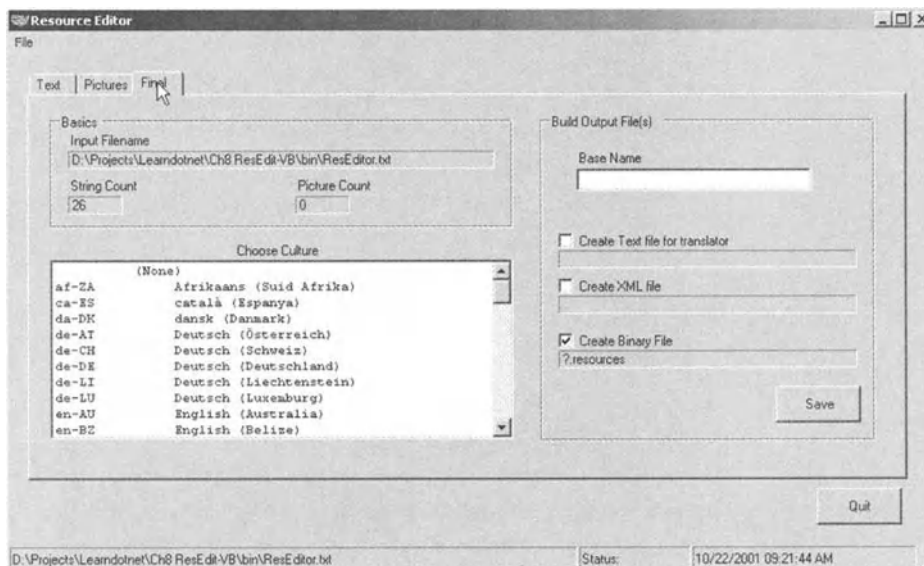 Resource Editor
File
Text Pictures Final
Basics
Input Filename
D:\Projects\Learndotnet\Ch8 ResEdit-VB\bin\ResEditor.txt
String Count Picture Count
26 0
Choose Culture
(None)
af-ZA Afrikaans (Suid Afrika)
ca-ES català (Espanya)
da-DK dansk (Danmark)
de-AT Deutsch (Österreich)
de-CH Deutsch (Schweiz)
de-DE Deutsch (Deutschland)
de-LI Deutsch (Liechtenstein)
de-LU Deutsch (Luxemburg)
en-AU English (Australia)
en-BZ English (Belize)
Build Output File(s)
Base Name
Create Text file for translator
Create XML file
Create Binary File
?.resources
Save
Quit
D:\Projects\Learndotnet\Ch8 ResEdit-VB\bin\ResEditor.txt Status: 10/22/2001 09:21:44 AM